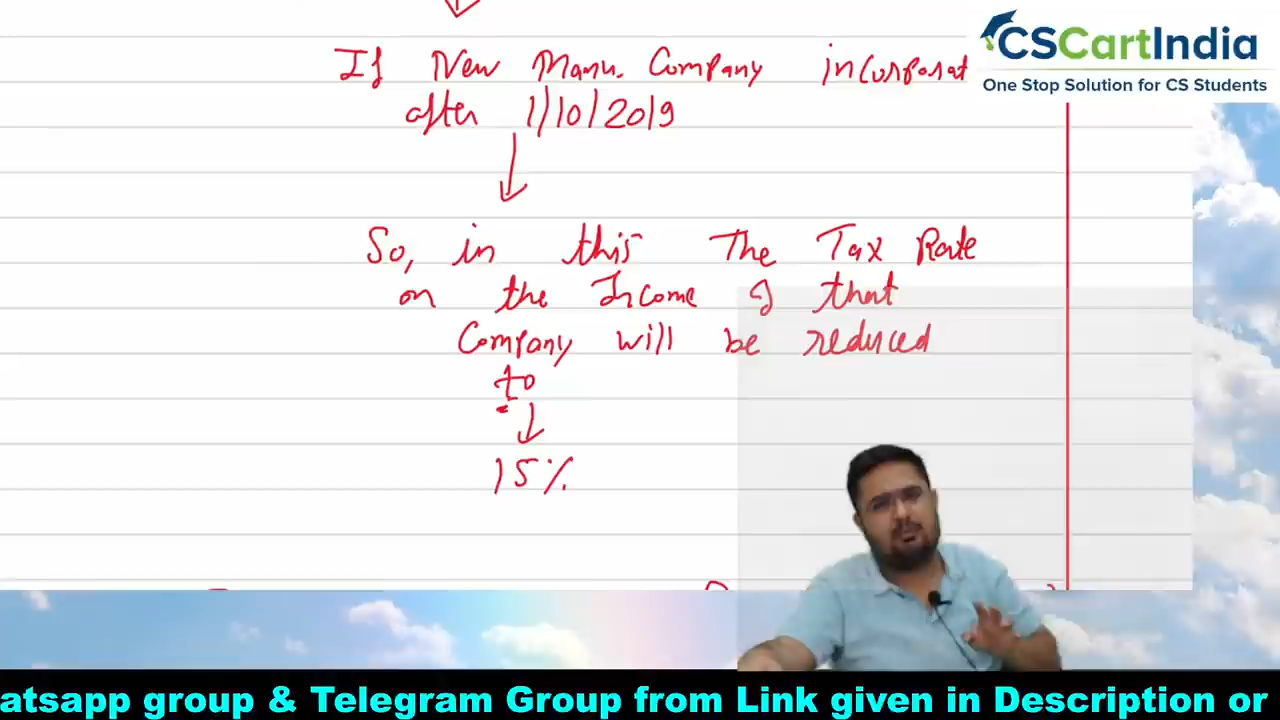 CSCartIndia
One Stop Solution for CS Students
If New Manu. Company incorporat
after 1/10/2019
So, in this The Tax Rate
on the Income of that
Company will be reduced
to
15%
atsapp group & Telegram Group from Link given in Description or